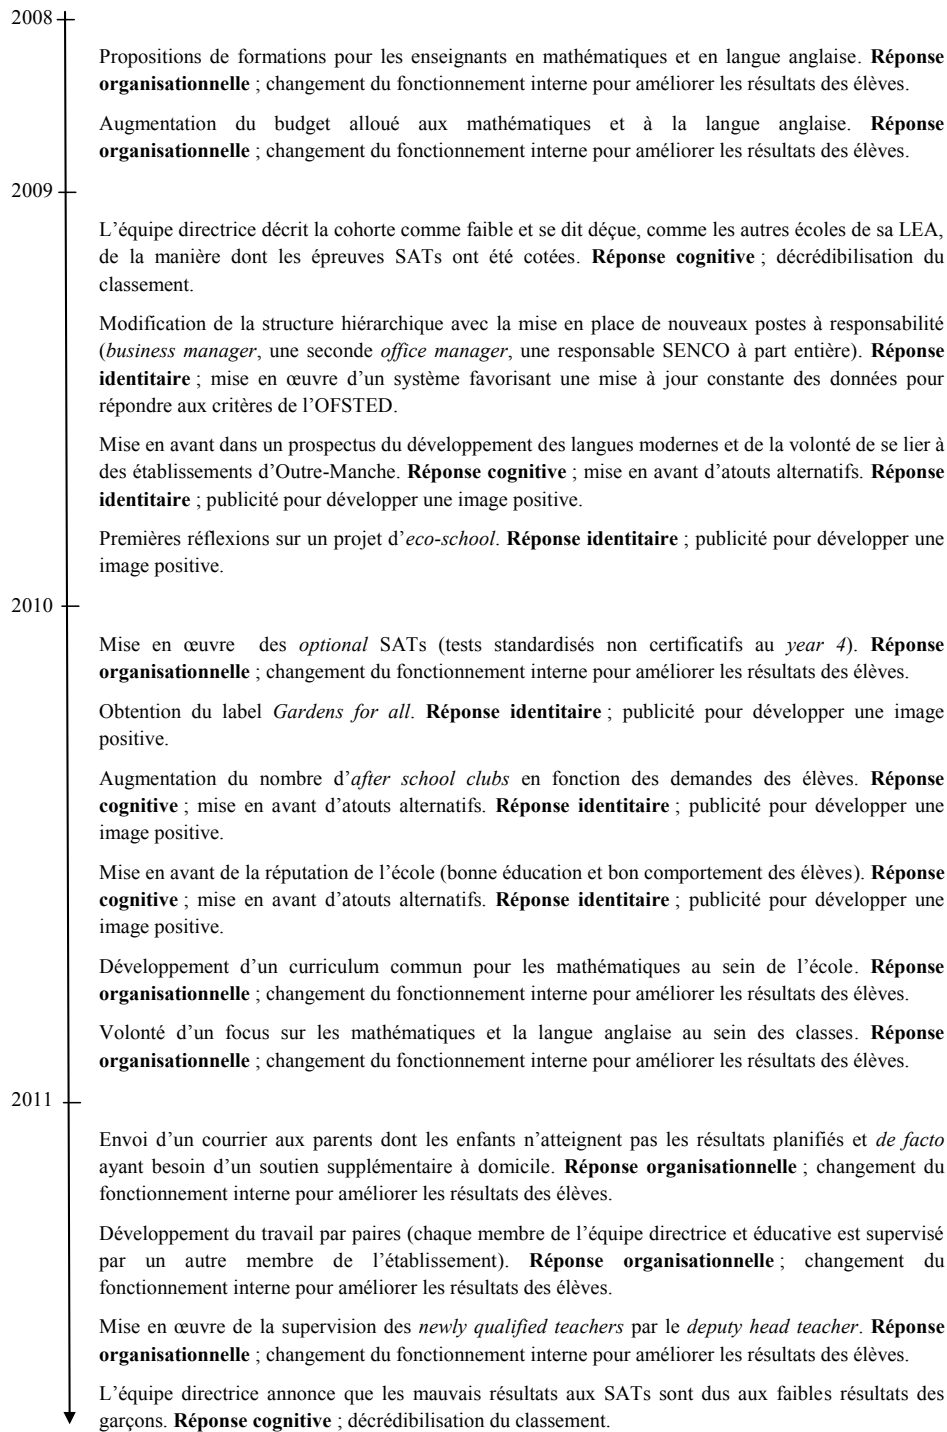 2008
Propositions de formations pour les enseignants en mathématiques et en langue anglaise. Réponse
organisationnelle ; changement du fonctionnement interne pour améliorer les résultats des élèves.
Augmentation du budget alloué aux mathématiques et à la langue anglaise. Réponse
organisationnelle ; changement du fonctionnement interne pour améliorer les résultats des élèves.
2009
L’équipe directrice décrit la cohorte comme faible et se dit déçue, comme les autres écoles de sa LEA,
de la manière dont les épreuves SATs ont été cotées. Réponse cognitive ; décrédibilisation du
classement.
Modification de la structure hiérarchique avec la mise en place de nouveaux postes à responsabilité
(business manager, une seconde office manager, une responsable SENCO à part entière). Réponse
identitaire ; mise en œuvre d’un système favorisant une mise à jour constante des données pour
répondre aux critères de l’OFSTED.
Mise en avant dans un prospectus du développement des langues modernes et de la volonté de se lier à
des établissements d’Outre-Manche. Réponse cognitive ; mise en avant d’atouts alternatifs. Réponse
identitaire ; publicité pour développer une image positive.
Premières réflexions sur un projet d’eco-school. Réponse identitaire ; publicité pour développer une
image positive.
2010
Mise en œuvre des optional SATs (tests standardisés non certificatifs au year 4). Réponse
organisationnelle ; changement du fonctionnement interne pour améliorer les résultats des élèves.
Obtention du label Gardens for all. Réponse identitaire ; publicité pour développer une image
positive.
Augmentation du nombre d’after school clubs en fonction des demandes des élèves. Réponse
cognitive ; mise en avant d’atouts alternatifs. Réponse identitaire ; publicité pour développer une
image positive.
Mise en avant de la réputation de l’école (bonne éducation et bon comportement des élèves). Réponse
cognitive ; mise en avant d’atouts alternatifs. Réponse identitaire ; publicité pour développer une
image positive.
Développement d’un curriculum commun pour les mathématiques au sein de l’école. Réponse
organisationnelle ; changement du fonctionnement interne pour améliorer les résultats des élèves.
Volonté d’un focus sur les mathématiques et la langue anglaise au sein des classes. Réponse
organisationnelle ; changement du fonctionnement interne pour améliorer les résultats des élèves.
2011
Envoi d’un courrier aux parents dont les enfants n’atteignent pas les résultats planifiés et de facto
ayant besoin d’un soutien supplémentaire à domicile. Réponse organisationnelle ; changement du
fonctionnement interne pour améliorer les résultats des élèves.
Développement du travail par paires (chaque membre de l’équipe directrice et éducative est supervisé
par un autre membre de l’établissement). Réponse organisationnelle ; changement du
fonctionnement interne pour améliorer les résultats des élèves.
Mise en œuvre de la supervision des newly qualified teachers par le deputy head teacher. Réponse
organisationnelle ; changement du fonctionnement interne pour améliorer les résultats des élèves.
L’équipe directrice annonce que les mauvais résultats aux SATs sont dus aux faibles résultats des
garçons. Réponse cognitive ; décrédibilisation du classement.